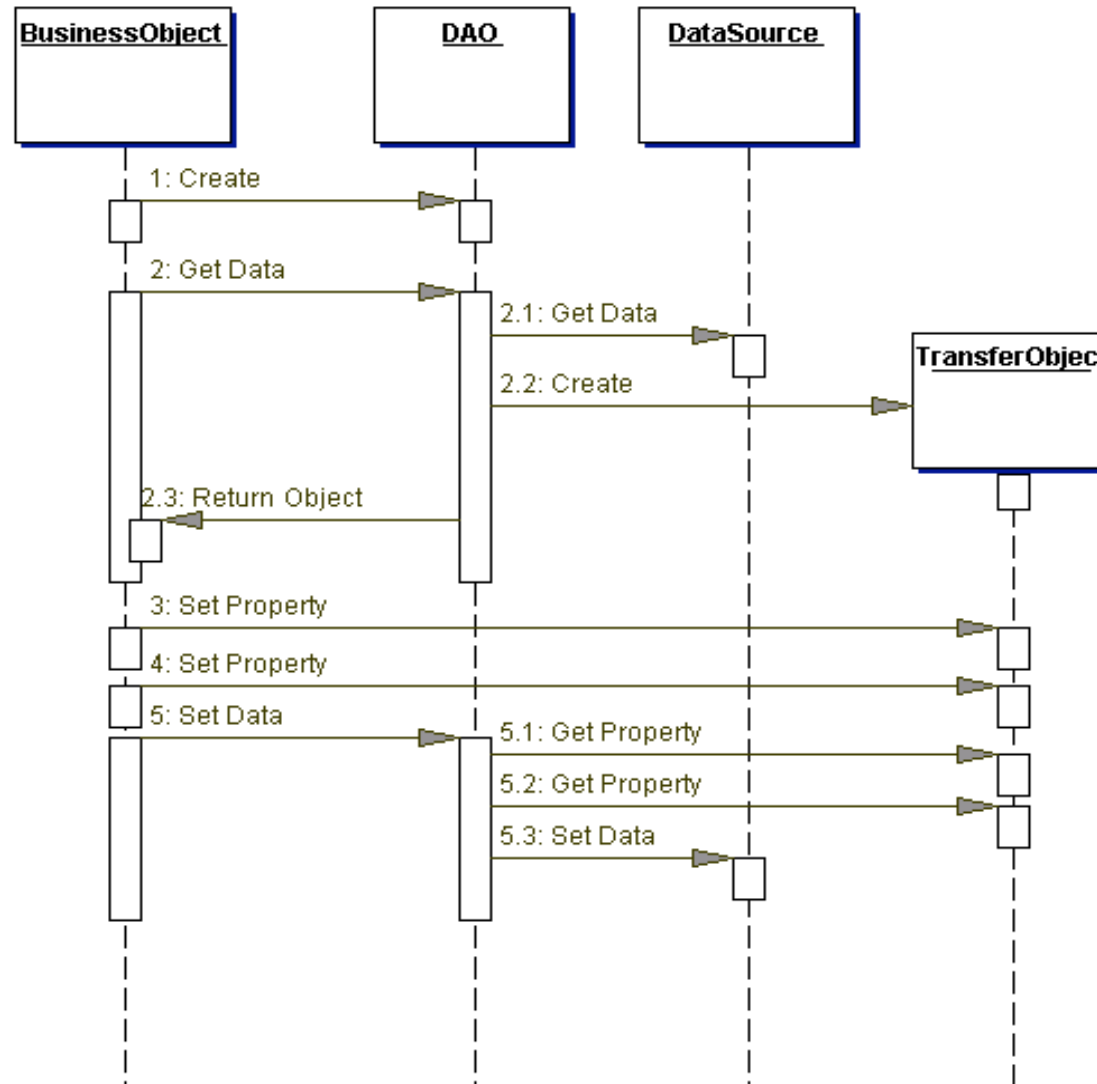 BusinessObject
DAO
DataSource
1: Create
2: Get Data
2.1: Get Data
TransferObjec
2.2: Create
2.3: Return Object
3: Set Property
4: Set Property
5: Set Data
5.1: Get Property
5.2: Get Property
5.3: Set Data